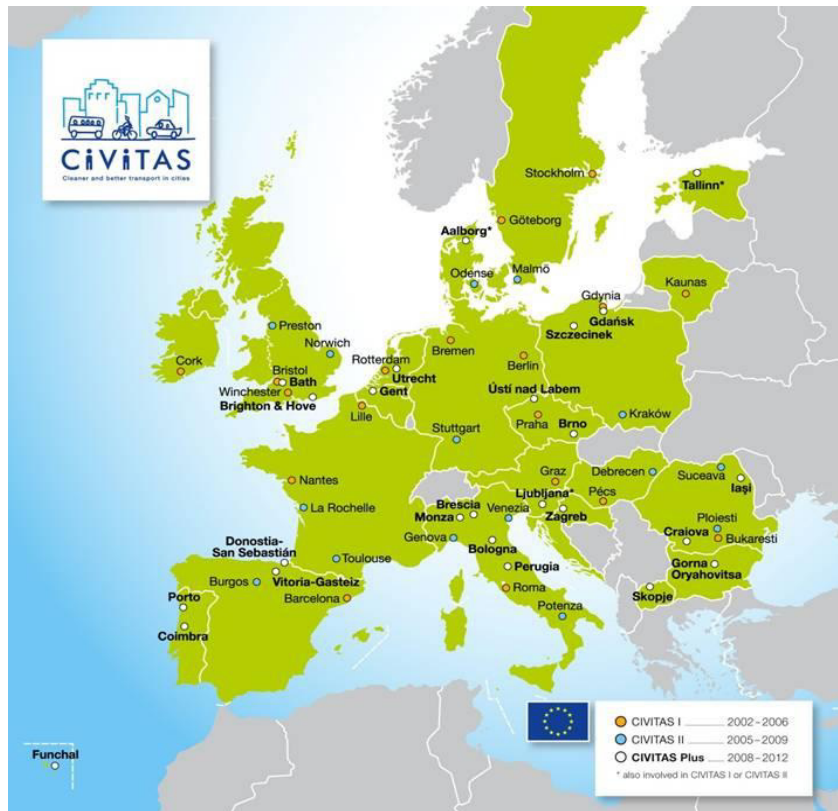 CIVITAS
Cleaner and better transport in cities
Stockholm
Tallinn*
Göteborg
Aalborg*
Odense
Malmö
Kaunas
Gdynia
Gdańsk
Szczecinek
Preston
Norwich
Cork
Bristol
Bath
Winchester
Brighton & Hove
Rotterdam
Utrecht
Gent
Bremen
Berlin
Ústí nad Labem
Lille
Praha
Brno
Kraków
Stuttgart
Nantes
Graz
Debrecen
Suceava
Iaşi
Ljubljana*
Pécs
La Rochelle
Brescia
Monza
Venezia
Zagreb
Ploiesti
Craiova
Bukaresti
Genova
Bologna
Donostia-
San Sebastián
Toulouse
Burgos
Vitoria-Gasteiz
Perugia
Gorna
Oryahovitsa
Barcelona
Roma
Skopje
Porto
Potenza
Coimbra
Funchal
CIVITAS I 2002–2006
CIVITAS II 2005–2009
CIVITAS Plus 2008–2012
* also involved in CIVITAS I or CIVITAS II